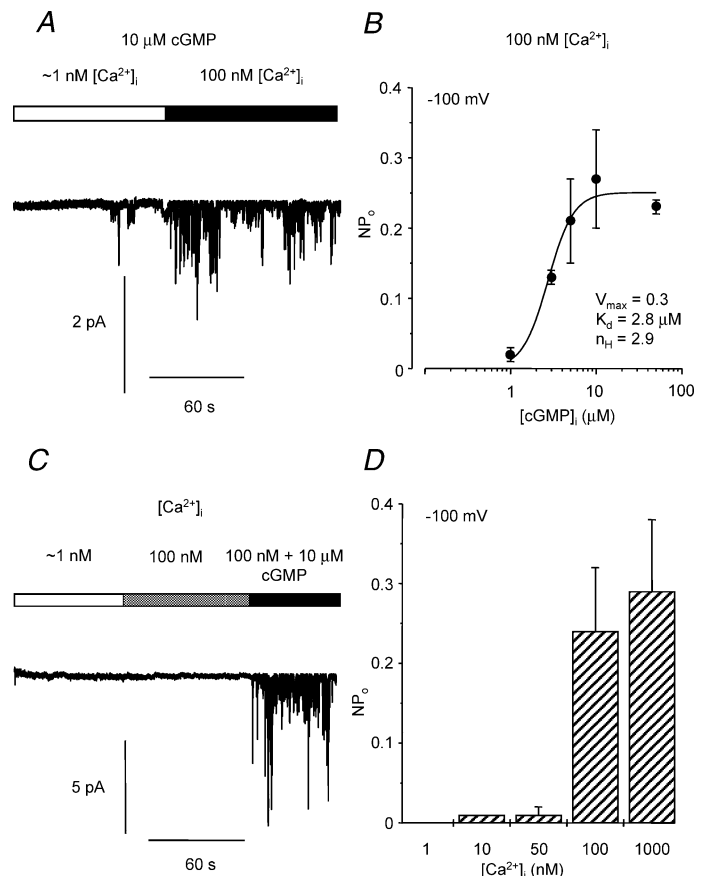 A
10 μM cGMP
~1 nM [Ca²⁺]ᵢ 100 nM [Ca²⁺]ᵢ
2 pA
60 s
B
100 nM [Ca²⁺]ᵢ
-100 mV
0.4
0.3
0.2
0.1
0
NPₒ
Vₘₐₓ = 0.3
K_d = 2.8 μM
n_H = 2.9
1 10 100
[cGMP]ᵢ (μM)
C
[Ca²⁺]ᵢ
~1 nM 100 nM 100 nM + 10 μM
cGMP
5 pA
60 s
D
-100 mV
0.4
0.3
0.2
0.1
0
NPₒ
1 10 50 100 1000
[Ca²⁺]ᵢ (nM)